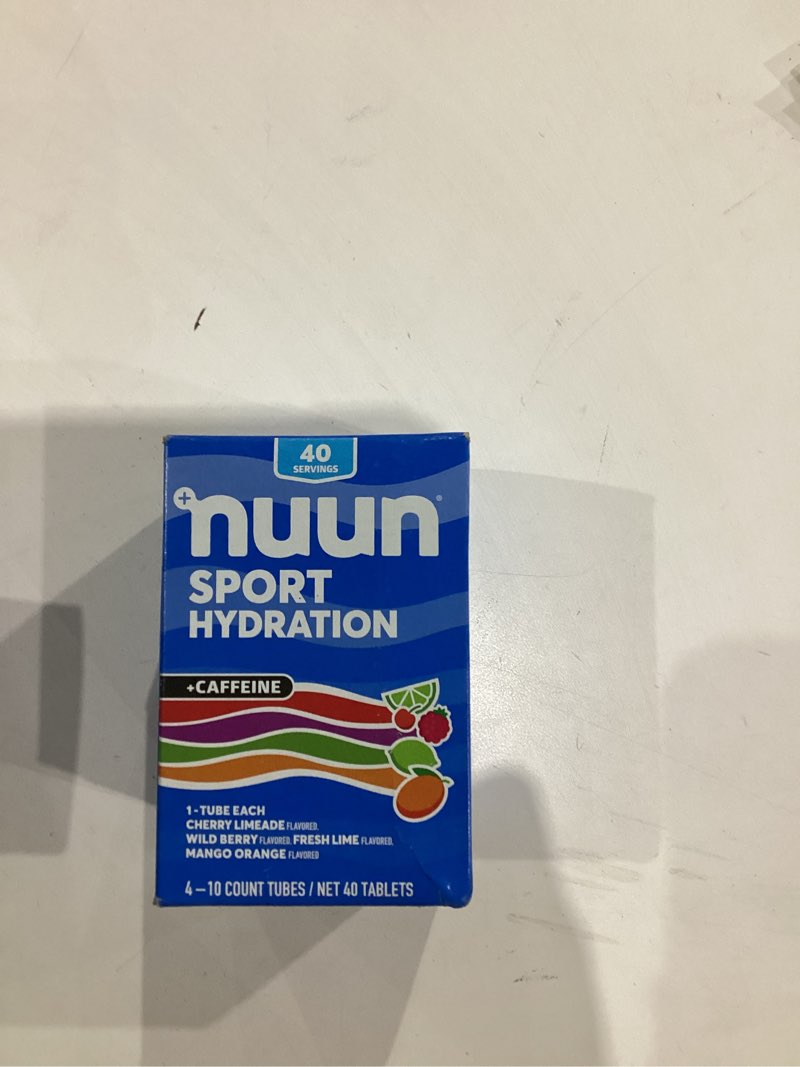 40
SERVINGS
nuun®
SPORT
HYDRATION
+CAFFEINE
1-TUBE EACH
CHERRY LIMEADE FLAVORED,
WILD BERRY FLAVORED, FRESH LIME FLAVORED,
MANGO ORANGE FLAVORED
4–10 COUNT TUBES / NET 40 TABLETS